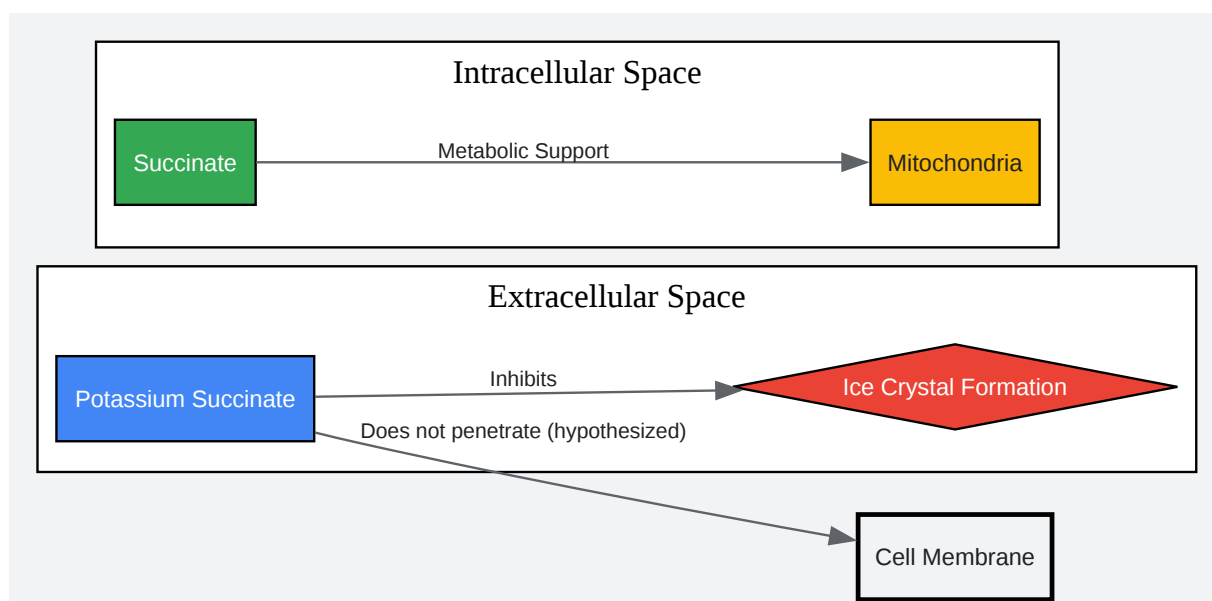 Intracellular Space
Succinate
Metabolic Support
Mitochondria
Extracellular Space
Potassium Succinate
Inhibits
Ice Crystal Formation
Does not penetrate (hypothesized)
Cell Membrane